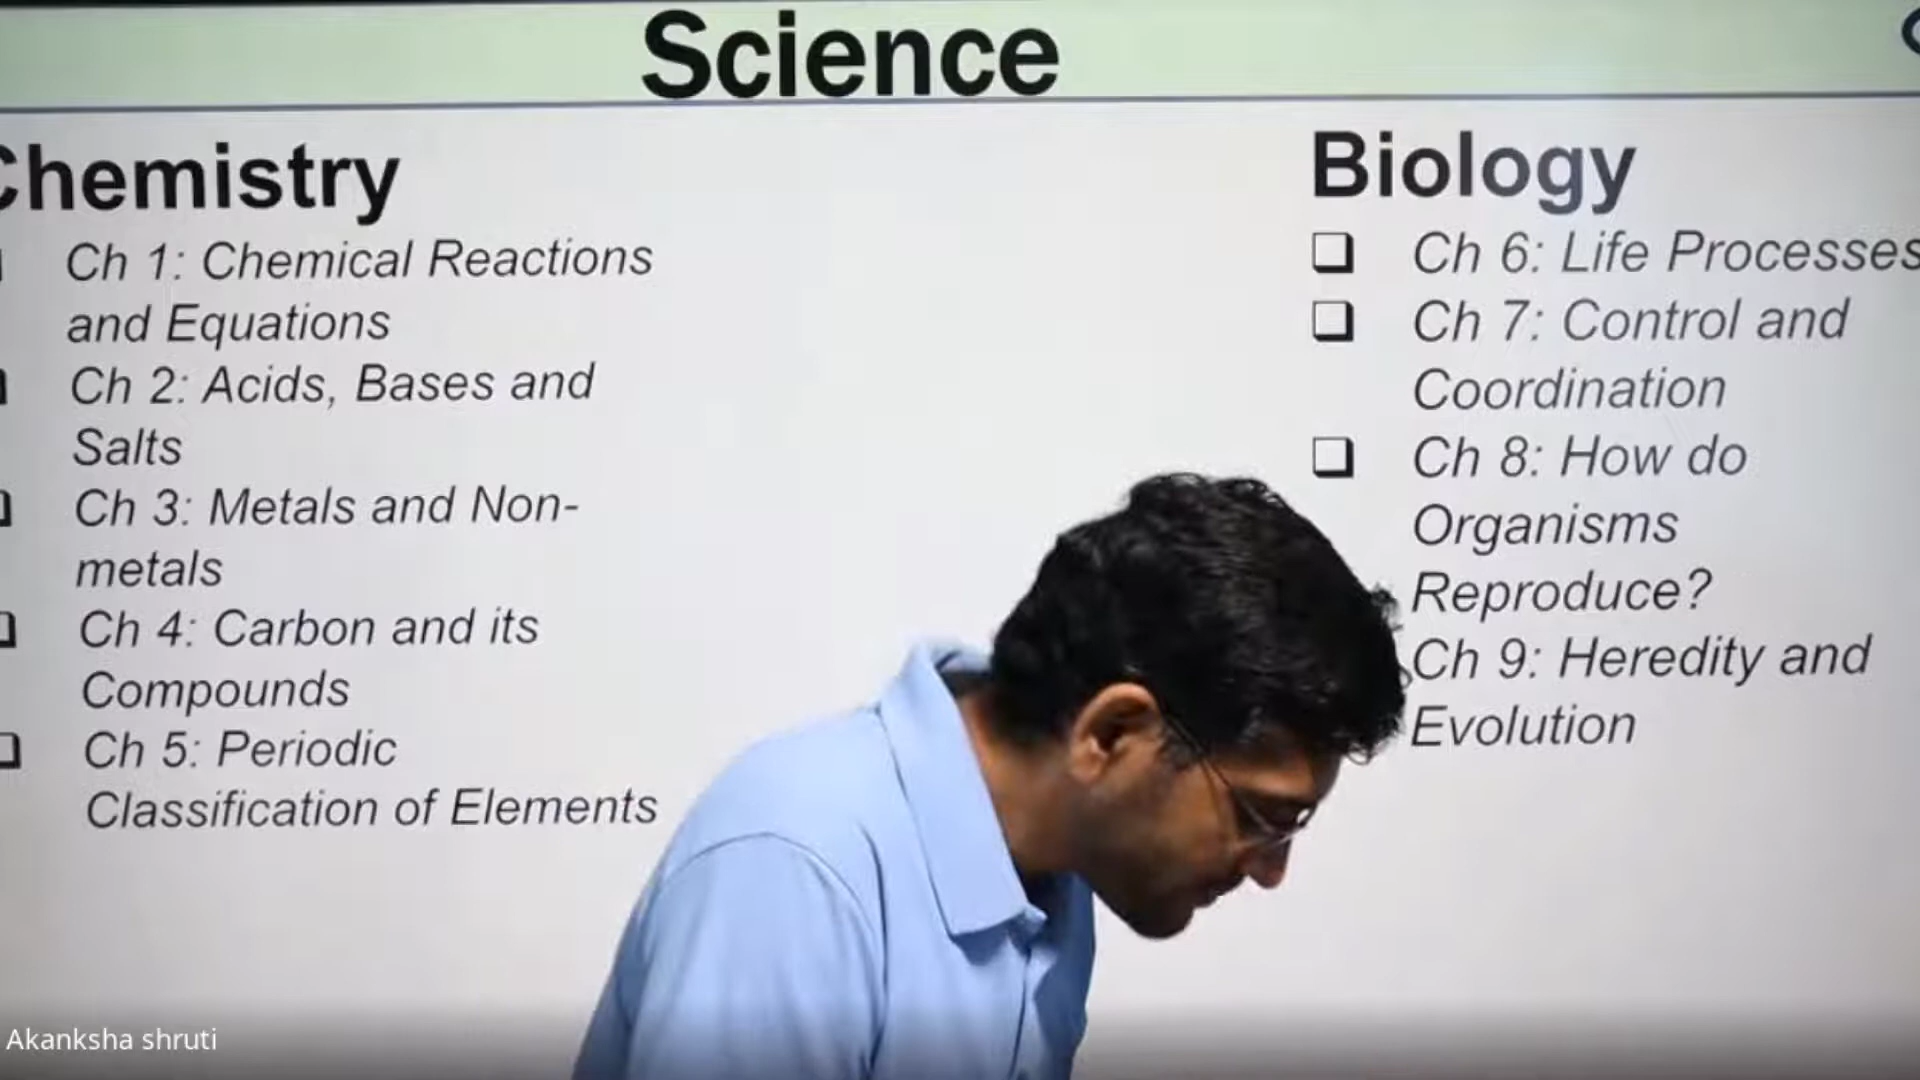 Science
Chemistry
Ch 1: Chemical Reactions
and Equations
Ch 2: Acids, Bases and
Salts
Ch 3: Metals and Non-
metals
Ch 4: Carbon and its
Compounds
Ch 5: Periodic
Classification of Elements
Biology
Ch 6: Life Processes
Ch 7: Control and
Coordination
Ch 8: How do
Organisms
Reproduce?
Ch 9: Heredity and
Evolution
Akanksha shruti